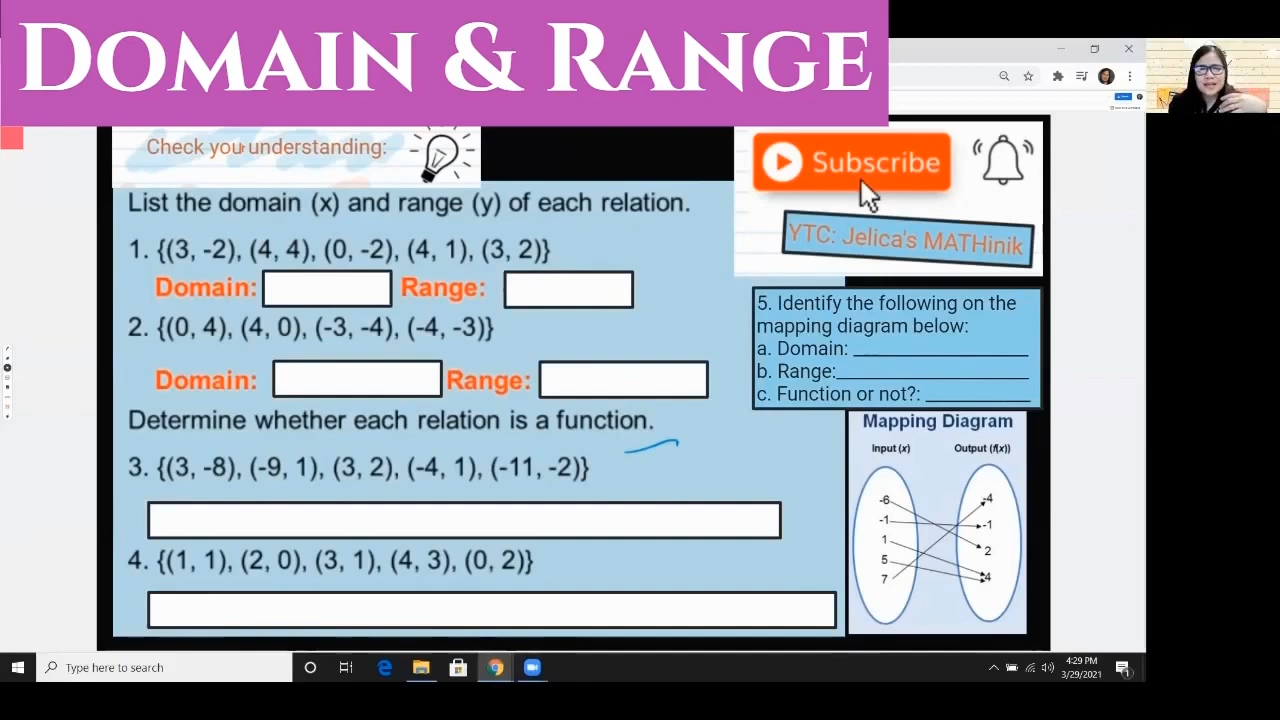 DOMAIN & RANGE
Check your understanding:
List the domain (x) and range (y) of each relation.
1. {(3, -2), (4, 4), (0, -2), (4, 1), (3, 2)}
Domain: Range:
2. {(0, 4), (4, 0), (-3, -4), (-4, -3)}
Domain: Range:
Determine whether each relation is a function.
3. {(3, -8), (-9, 1), (3, 2), (-4, 1), (-11, -2)}
4. {(1, 1), (2, 0), (3, 1), (4, 3), (0, 2)}
Subscribe
YTC: Jelica's MATHinik
5. Identify the following on the
mapping diagram below:
a. Domain: ____________
b. Range:____________
c. Function or not?: ________
Mapping Diagram
Input (x) Output (f(x))
-6 -4
-1 -1
1 2
5 4
7
Type here to search
4:29 PM
3/29/2021